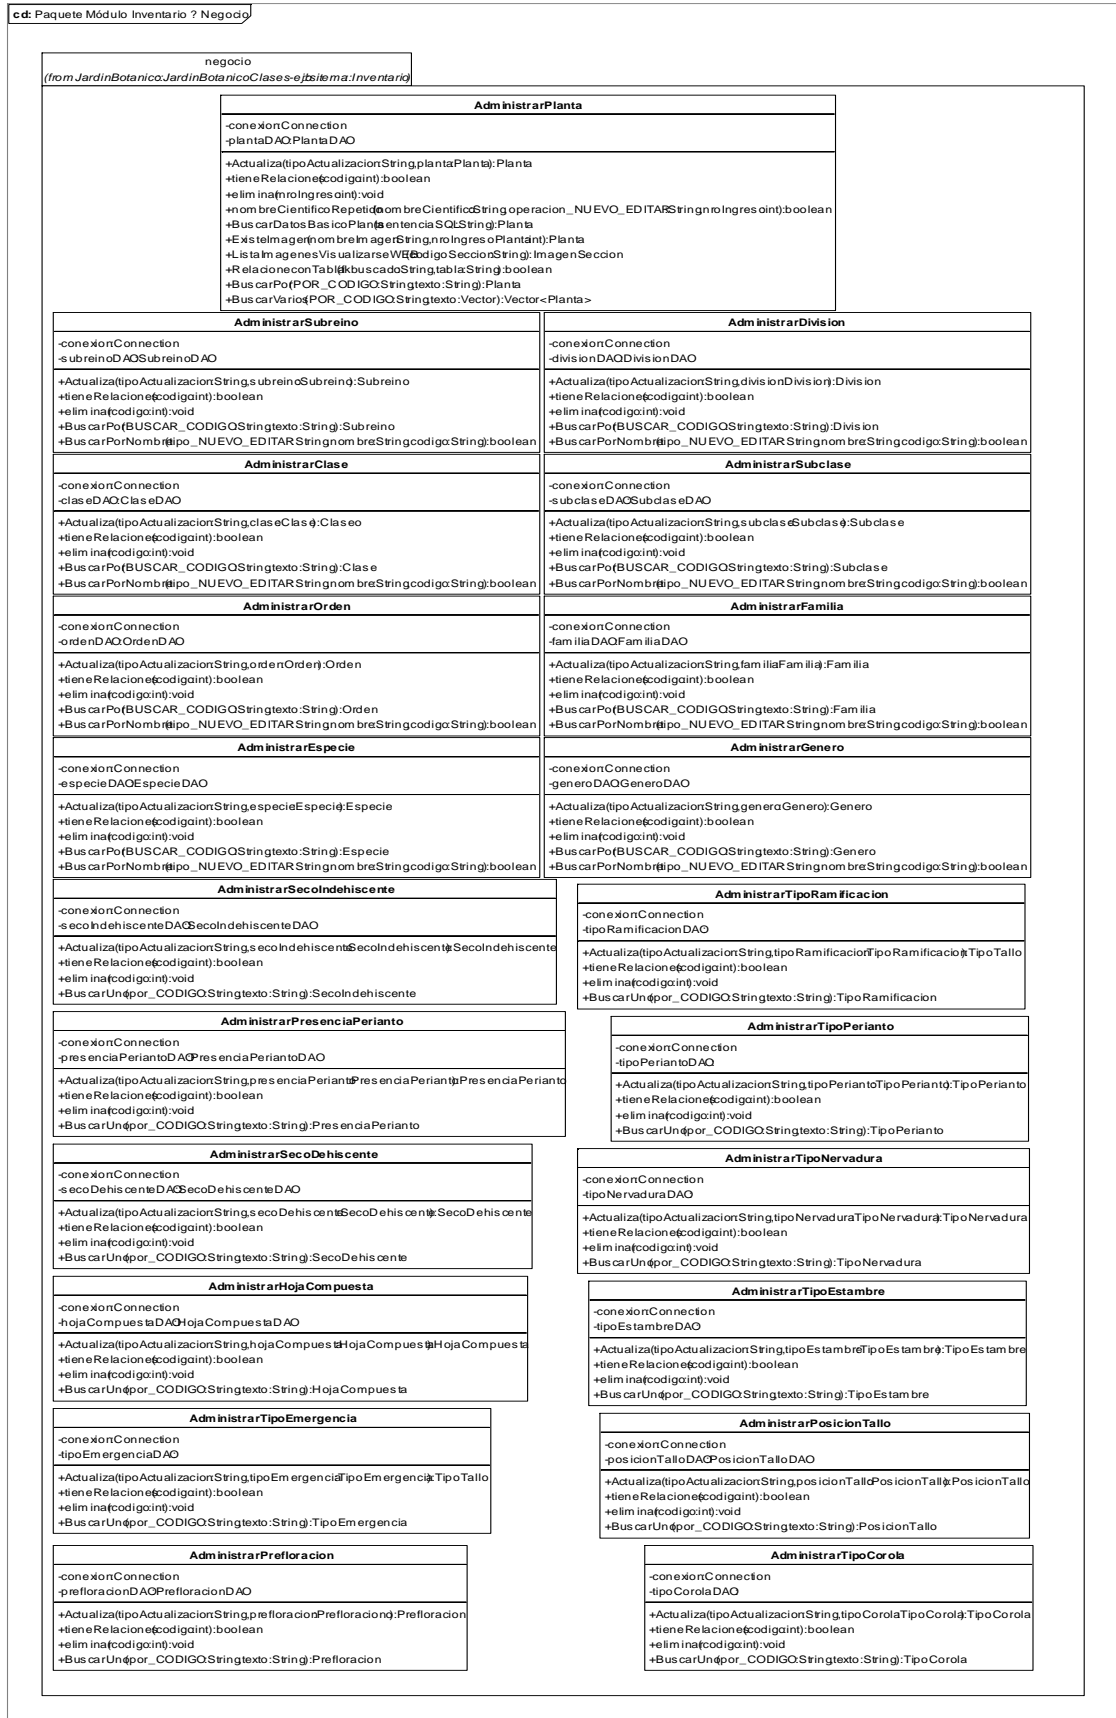 cd: Paquete Módulo Inventario ? Negocio
negocio
(from JardinBotanico:JardinBotanicoClases-ejb:sitema:Inventario)
AdministrarPlanta
-conexion:Connection
-plantaDAO:PlantaDAO
+Actualiza(tipoActualizacion:String,planta:Planta):Planta
+tieneRelaciones(codigo:int):boolean
+elimina(nroIngreso:int):void
+nombreCientificoRepetido(nombreCientifico:String,operacion_NUEVO_EDITAR:String,nroIngreso:int):boolean
+BuscarDatosBasicoPlanta(sentenciaSQL:String):Planta
+ExisteImagen(nombreImagen:String,nroIngresoPlanta:int):Planta
+ListaImagenesVisualizarseWEB(codigoSeccion:String):ImagenSeccion
+RelacioneconTabla(fkbuscado:String,tabla:String):boolean
+BuscarPor(POR_CODIGO:String,texto:String):Planta
+BuscarVarios(POR_CODIGO:String,texto:Vector):Vector<Planta>
AdministrarSubreino
-conexion:Connection
-subreinoDAO:SubreinoDAO
+Actualiza(tipoActualizacion:String,subreino:Subreino):Subreino
+tieneRelaciones(codigo:int):boolean
+elimina(codigo:int):void
+BuscarPor(BUSCAR_CODIGO:String,texto:String):Subreino
+BuscarPorNombre(tipo_NUEVO_EDITAR:String,nombre:String,codigo:String):boolean
AdministrarDivision
-conexion:Connection
-divisionDAO:DivisionDAO
+Actualiza(tipoActualizacion:String,division:Division):Division
+tieneRelaciones(codigo:int):boolean
+elimina(codigo:int):void
+BuscarPor(BUSCAR_CODIGO:String,texto:String):Division
+BuscarPorNombre(tipo_NUEVO_EDITAR:String,nombre:String,codigo:String):boolean
AdministrarClase
-conexion:Connection
-claseDAO:ClaseDAO
+Actualiza(tipoActualizacion:String,clase:Clase):Claseo
+tieneRelaciones(codigo:int):boolean
+elimina(codigo:int):void
+BuscarPor(BUSCAR_CODIGO:String,texto:String):Clase
+BuscarPorNombre(tipo_NUEVO_EDITAR:String,nombre:String,codigo:String):boolean
AdministrarSubclase
-conexion:Connection
-subclaseDAO:SubclaseDAO
+Actualiza(tipoActualizacion:String,subclase:Subclase):Subclase
+tieneRelaciones(codigo:int):boolean
+elimina(codigo:int):void
+BuscarPor(BUSCAR_CODIGO:String,texto:String):Subclase
+BuscarPorNombre(tipo_NUEVO_EDITAR:String,nombre:String,codigo:String):boolean
AdministrarOrden
-conexion:Connection
-ordenDAO:OrdenDAO
+Actualiza(tipoActualizacion:String,orden:Orden):Orden
+tieneRelaciones(codigo:int):boolean
+elimina(codigo:int):void
+BuscarPor(BUSCAR_CODIGO:String,texto:String):Orden
+BuscarPorNombre(tipo_NUEVO_EDITAR:String,nombre:String,codigo:String):boolean
AdministrarFamilia
-conexion:Connection
-familiaDAO:FamiliaDAO
+Actualiza(tipoActualizacion:String,familia:Familia):Familia
+tieneRelaciones(codigo:int):boolean
+elimina(codigo:int):void
+BuscarPor(BUSCAR_CODIGO:String,texto:String):Familia
+BuscarPorNombre(tipo_NUEVO_EDITAR:String,nombre:String,codigo:String):boolean
AdministrarEspecie
-conexion:Connection
-especieDAO:EspecieDAO
+Actualiza(tipoActualizacion:String,especie:Especie):Especie
+tieneRelaciones(codigo:int):boolean
+elimina(codigo:int):void
+BuscarPor(BUSCAR_CODIGO:String,texto:String):Especie
+BuscarPorNombre(tipo_NUEVO_EDITAR:String,nombre:String,codigo:String):boolean
AdministrarGenero
-conexion:Connection
-generoDAO:GeneroDAO
+Actualiza(tipoActualizacion:String,genero:Genero):Genero
+tieneRelaciones(codigo:int):boolean
+elimina(codigo:int):void
+BuscarPor(BUSCAR_CODIGO:String,texto:String):Genero
+BuscarPorNombre(tipo_NUEVO_EDITAR:String,nombre:String,codigo:String):boolean
AdministrarSecoIndehiscente
-conexion:Connection
-secoIndehiscenteDAO:SecoIndehiscenteDAO
+Actualiza(tipoActualizacion:String,secoIndehiscente:SecoIndehiscente):SecoIndehiscente
+tieneRelaciones(codigo:int):boolean
+elimina(codigo:int):void
+BuscarUno(por_CODIGO:String,texto:String):SecoIndehiscente
AdministrarTipoRamificacion
-conexion:Connection
-tipoRamificacionDAO:
+Actualiza(tipoActualizacion:String,tipoRamificacion:TipoRamificacion):TipoTallo
+tieneRelaciones(codigo:int):boolean
+elimina(codigo:int):void
+BuscarUno(por_CODIGO:String,texto:String):TipoRamificacion
AdministrarPresenciaPerianto
-conexion:Connection
-presenciaPeriantoDAO:PresenciaPeriantoDAO
+Actualiza(tipoActualizacion:String,presenciaPerianto:PresenciaPerianto):PresenciaPerianto
+tieneRelaciones(codigo:int):boolean
+elimina(codigo:int):void
+BuscarUno(por_CODIGO:String,texto:String):PresenciaPerianto
AdministrarTipoPerianto
-conexion:Connection
-tipoPeriantoDAO:
+Actualiza(tipoActualizacion:String,tipoPerianto:TipoPerianto):TipoPerianto
+tieneRelaciones(codigo:int):boolean
+elimina(codigo:int):void
+BuscarUno(por_CODIGO:String,texto:String):TipoPerianto
AdministrarSecoDehiscente
-conexion:Connection
-secoDehiscenteDAO:SecoDehiscenteDAO
+Actualiza(tipoActualizacion:String,secoDehiscente:SecoDehiscente):SecoDehiscente
+tieneRelaciones(codigo:int):boolean
+elimina(codigo:int):void
+BuscarUno(por_CODIGO:String,texto:String):SecoDehiscente
AdministrarTipoNervadura
-conexion:Connection
-tipoNervaduraDAO:
+Actualiza(tipoActualizacion:String,tipoNervadura:TipoNervadura):TipoNervadura
+tieneRelaciones(codigo:int):boolean
+elimina(codigo:int):void
+BuscarUno(por_CODIGO:String,texto:String):TipoNervadura
AdministrarHojaCompuesta
-conexion:Connection
-hojaCompuestaDAO:HojaCompuestaDAO
+Actualiza(tipoActualizacion:String,hojaCompuesta:HojaCompuesta):HojaCompuesta
+tieneRelaciones(codigo:int):boolean
+elimina(codigo:int):void
+BuscarUno(por_CODIGO:String,texto:String):HojaCompuesta
AdministrarTipoEstambre
-conexion:Connection
-tipoEstambreDAO:
+Actualiza(tipoActualizacion:String,tipoEstambre:TipoEstambre):TipoEstambre
+tieneRelaciones(codigo:int):boolean
+elimina(codigo:int):void
+BuscarUno(por_CODIGO:String,texto:String):TipoEstambre
AdministrarTipoEmergencia
-conexion:Connection
-tipoEmergenciaDAO:
+Actualiza(tipoActualizacion:String,tipoEmergencia:TipoEmergencia):TipoTallo
+tieneRelaciones(codigo:int):boolean
+elimina(codigo:int):void
+BuscarUno(por_CODIGO:String,texto:String):TipoEmergencia
AdministrarPosicionTallo
-conexion:Connection
-posicionTalloDAO:PosicionTalloDAO
+Actualiza(tipoActualizacion:String,posicionTallo:PosicionTallo):PosicionTallo
+tieneRelaciones(codigo:int):boolean
+elimina(codigo:int):void
+BuscarUno(por_CODIGO:String,texto:String):PosicionTallo
AdministrarPrefloracion
-conexion:Connection
-prefloracionDAO:PrefloracionDAO
+Actualiza(tipoActualizacion:String,prefloracion:Prefloraciono):Prefloracion
+tieneRelaciones(codigo:int):boolean
+elimina(codigo:int):void
+BuscarUno(por_CODIGO:String,texto:String):Prefloracion
AdministrarTipoCorola
-conexion:Connection
-tipoCorolaDAO:
+Actualiza(tipoActualizacion:String,tipoCorola:TipoCorola):TipoCorola
+tieneRelaciones(codigo:int):boolean
+elimina(codigo:int):void
+BuscarUno(por_CODIGO:String,texto:String):TipoCorola